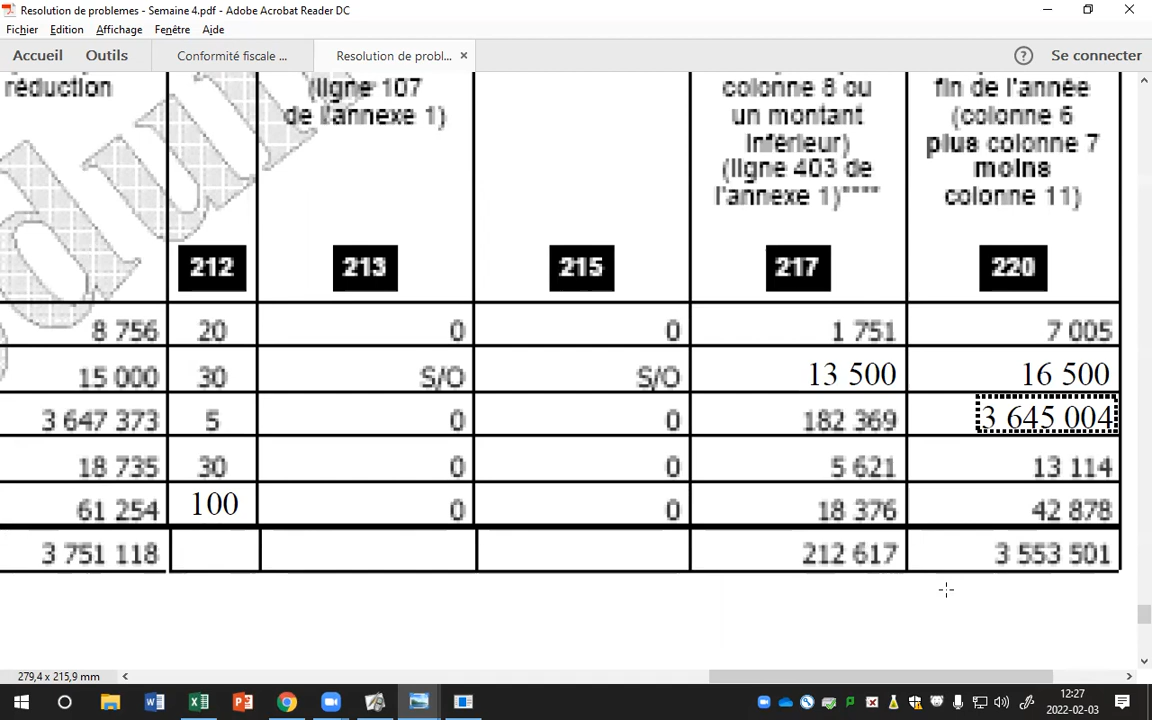 Resolution de problemes - Semaine 4.pdf - Adobe Acrobat Reader DC
Fichier Edition Affichage Fenêtre Aide
Accueil Outils Conformité fiscale ... Resolution de probl... × ? Se connecter
réduction
(ligne 107
de l'annexe 1)
colonne 8 ou
un montant
inférieur)
(ligne 403 de
l'annexe 1)****
fin de l'année
(colonne 6
plus colonne 7
moins
colonne 11)
212 213 215 217 220
8 756 20 0 0 1 751 7 005
15 000 30 S/O S/O 13 500 16 500
3 647 373 5 0 0 182 369 3 645 004
18 735 30 0 0 5 621 13 114
61 254 100 0 0 18 376 42 878
3 751 118 212 617 3 553 501
279,4 x 215,9 mm
12:27
2022-02-03